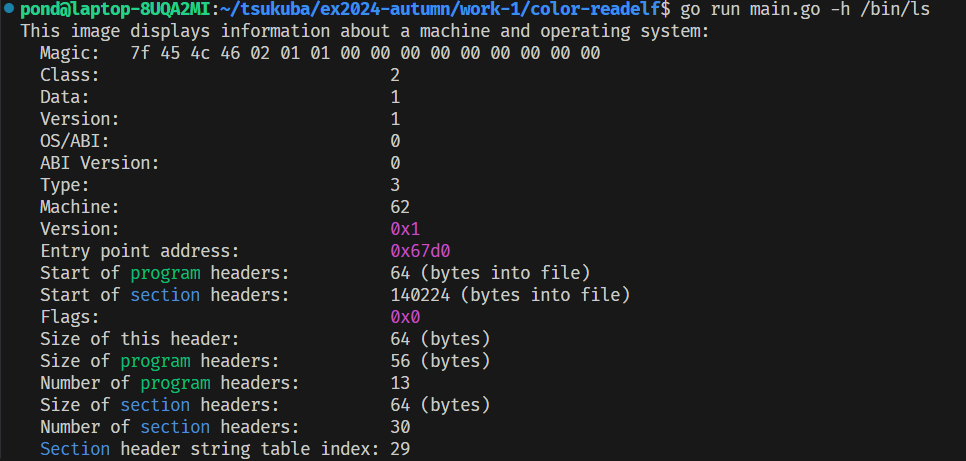 pond@laptop-8UQA2MI:~/tsukuba/ex2024-autumn/work-1/color-readelf$ go run main.go -h /bin/ls
This image displays information about a machine and operating system:
Magic: 7f 45 4c 46 02 01 01 00 00 00 00 00 00 00 00 00
Class: 2
Data: 1
Version: 1
OS/ABI: 0
ABI Version: 0
Type: 3
Machine: 62
Version: 0x1
Entry point address: 0x67d0
Start of program headers: 64 (bytes into file)
Start of section headers: 140224 (bytes into file)
Flags: 0x0
Size of this header: 64 (bytes)
Size of program headers: 56 (bytes)
Number of program headers: 13
Size of section headers: 64 (bytes)
Number of section headers: 30
Section header string table index: 29